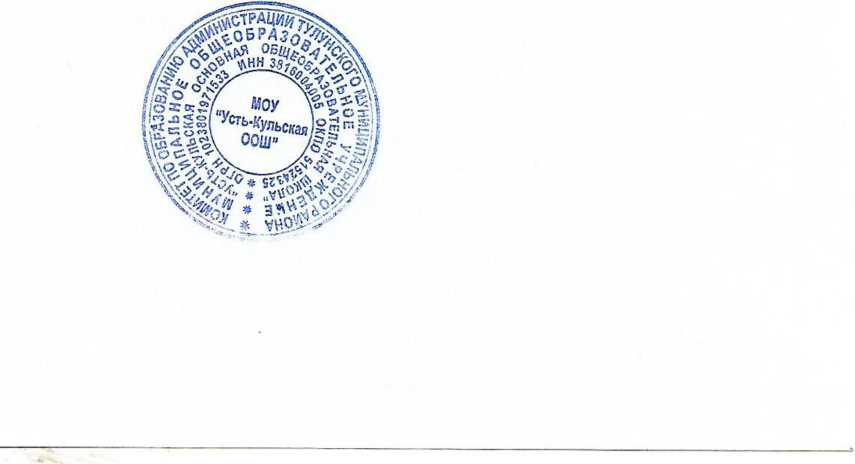 КОМИТЕТ ПО ОБРАЗОВАНИЮ АДМИНИСТРАЦИИ ТУЛУНСКОГО МУНИЦИПАЛЬНОГО РАЙОНА
МУНИЦИПАЛЬНОЕ ОБЩЕОБРАЗОВАТЕЛЬНОЕ УЧРЕЖДЕНИЕ
"УСТЬ-КУЛЬСКАЯ ОСНОВНАЯ ОБЩЕОБРАЗОВАТЕЛЬНАЯ ШКОЛА"
ОГРН 1023801971533 ИНН 3816004005 ОКПО 51524325
МОУ
"Усть-Кульская
ООШ"